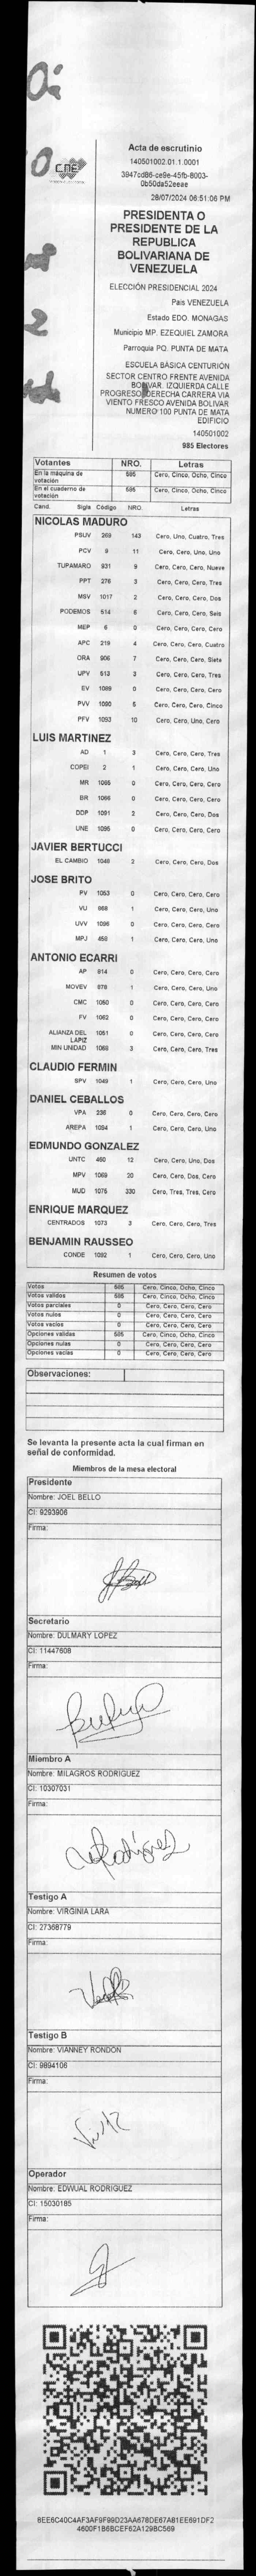 CNE
Acta de escrutinio
140501002.01.1.0001
3947cd86-ce9e-45fb-8003-
0b50da52eeae
28/07/2024 06:51:06 PM
PRESIDENTA O
PRESIDENTE DE LA
REPUBLICA
BOLIVARIANA DE
VENEZUELA
ELECCIÓN PRESIDENCIAL 2024
Pais VENEZUELA
Estado EDO. MONAGAS
Municipio MP. EZEQUIEL ZAMORA
Parroquia PQ. PUNTA DE MATA
ESCUELA BÁSICA CENTURIÓN
SECTOR CENTRO FRENTE AVENIDA
BOLIVAR. IZQUIERDA CALLE
PROGRESO DERECHA CARRERA VIA
VIENTO FRESCO AVENIDA BOLIVAR
NUMERO 100 PUNTA DE MATA
EDIFICIO
140501002
985 Electores
Votantes NRO. Letras
En la máquina de votación 585 Cero, Cinco, Ocho, Cinco
En el cuaderno de votación 585 Cero, Cinco, Ocho, Cinco
Cand. Sigla Código NRO. Letras
NICOLAS MADURO
PSUV 269 143 Cero, Uno, Cuatro, Tres
PCV 9 11 Cero, Cero, Uno, Uno
TUPAMARO 931 9 Cero, Cero, Cero, Nueve
PPT 276 3 Cero, Cero, Cero, Tres
MSV 1017 2 Cero, Cero, Cero, Dos
PODEMOS 514 6 Cero, Cero, Cero, Seis
MEP 6 0 Cero, Cero, Cero, Cero
APC 219 4 Cero, Cero, Cero, Cuatro
ORA 906 7 Cero, Cero, Cero, Siete
UPV 513 3 Cero, Cero, Cero, Tres
EV 1089 0 Cero, Cero, Cero, Cero
PVV 1090 5 Cero, Cero, Cero, Cinco
PFV 1093 10 Cero, Cero, Uno, Cero
LUIS MARTINEZ
AD 1 3 Cero, Cero, Cero, Tres
COPEI 2 1 Cero, Cero, Cero, Uno
MR 1065 0 Cero, Cero, Cero, Cero
BR 1066 0 Cero, Cero, Cero, Cero
DDP 1091 2 Cero, Cero, Cero, Dos
UNE 1095 0 Cero, Cero, Cero, Cero
JAVIER BERTUCCI
EL CAMBIO 1048 2 Cero, Cero, Cero, Dos
JOSE BRITO
PV 1053 0 Cero, Cero, Cero, Cero
VU 868 1 Cero, Cero, Cero, Uno
UVV 1096 0 Cero, Cero, Cero, Cero
MPJ 450 1 Cero, Cero, Cero, Uno
ANTONIO ECARRI
AP 814 0 Cero, Cero, Cero, Cero
MOVEV 878 1 Cero, Cero, Cero, Uno
CMC 1050 0 Cero, Cero, Cero, Cero
FV 1062 0 Cero, Cero, Cero, Cero
ALIANZA DEL LAPIZ 1051 0 Cero, Cero, Cero, Cero
MIN UNIDAD 1068 3 Cero, Cero, Cero, Tres
CLAUDIO FERMIN
SPV 1049 1 Cero, Cero, Cero, Uno
DANIEL CEBALLOS
VPA 236 0 Cero, Cero, Cero, Cero
AREPA 1094 1 Cero, Cero, Cero, Uno
EDMUNDO GONZALEZ
UNTC 460 12 Cero, Cero, Uno, Dos
MPV 1069 20 Cero, Cero, Dos, Cero
MUD 1075 330 Cero, Tres, Tres, Cero
ENRIQUE MARQUEZ
CENTRADOS 1073 3 Cero, Cero, Cero, Tres
BENJAMIN RAUSSEO
CONDE 1092 1 Cero, Cero, Cero, Uno
Resumen de votos
Votos 585 Cero, Cinco, Ocho, Cinco
Votos validos 585 Cero, Cinco, Ocho, Cinco
Votos parciales 0 Cero, Cero, Cero, Cero
Votos nulos 0 Cero, Cero, Cero, Cero
Votos vacios 0 Cero, Cero, Cero, Cero
Opciones validas 585 Cero, Cinco, Ocho, Cinco
Opciones nulas 0 Cero, Cero, Cero, Cero
Opciones vacias 0 Cero, Cero, Cero, Cero
Observaciones:
Se levanta la presente acta la cual firman en
señal de conformidad.
Miembros de la mesa electoral
Presidente
Nombre: JOEL BELLO
CI: 9293906
Firma:
Secretario
Nombre: DULMARY LOPEZ
CI: 11447608
Firma:
Miembro A
Nombre: MILAGROS RODRIGUEZ
CI: 10307031
Firma:
Testigo A
Nombre: VIRGINIA LARA
CI: 27368779
Firma:
Testigo B
Nombre: VIANNEY RONDÓN
CI: 9894106
Firma:
Operador
Nombre: EDWUAL RODRIGUEZ
CI: 15030185
Firma:
6EE6C40C4AF3AF9F99D23AA678DE67A81EE691DF2
4600F1B6BCEF62A129BC569